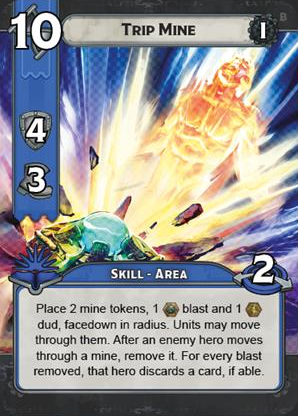 10
TRIP MINE
I
B
4
3
SKILL - AREA
2
Place 2 mine tokens, 1 blast and 1
dud, facedown in radius. Units may move
through them. After an enemy hero moves
through a mine, remove it. For every blast
removed, that hero discards a card, if able.